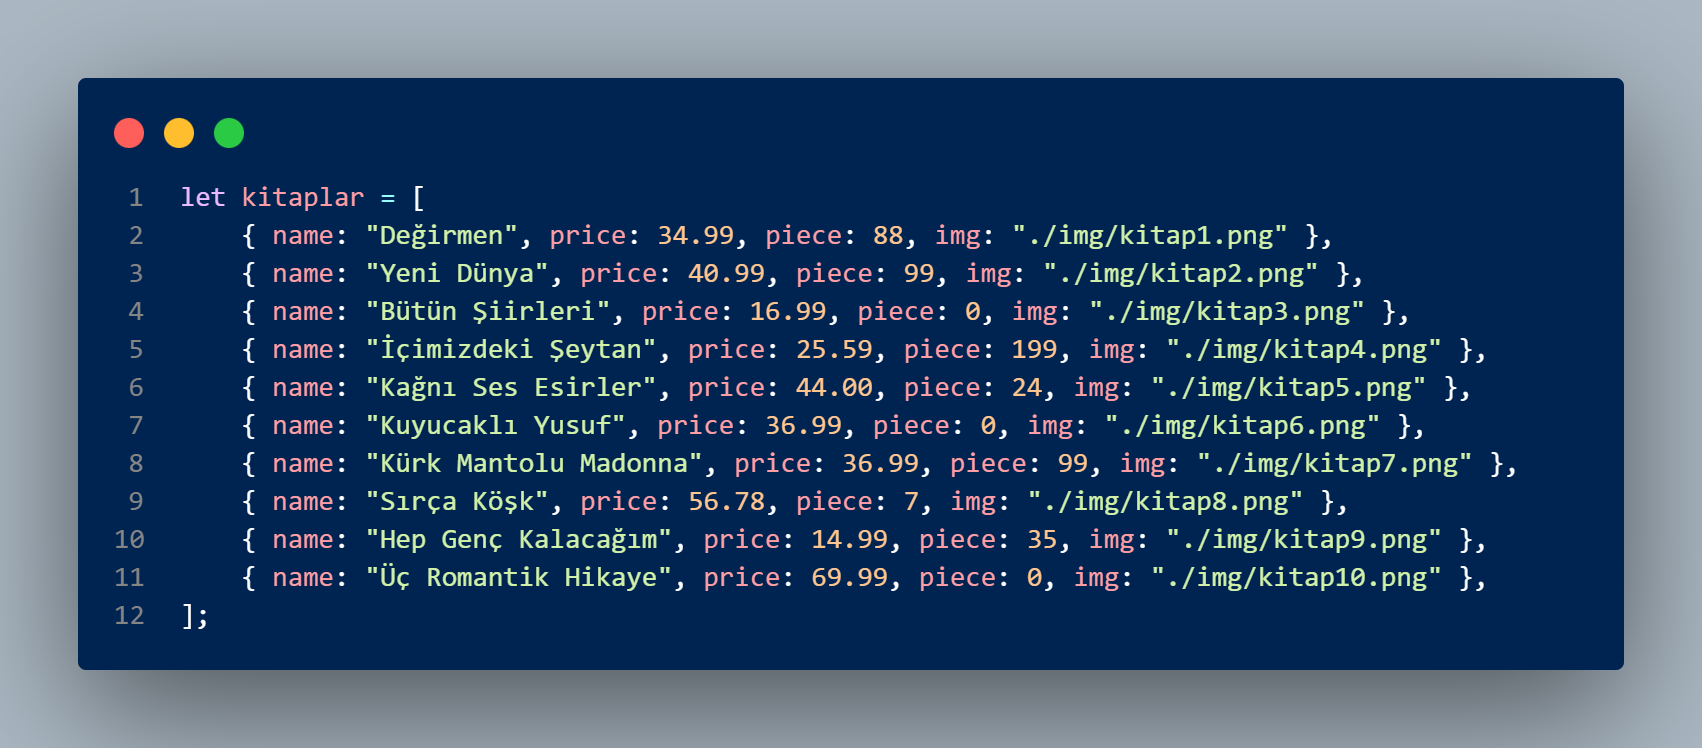 1 let kitaplar = [
2 { name: "Değirmen", price: 34.99, piece: 88, img: "./img/kitap1.png" },
3 { name: "Yeni Dünya", price: 40.99, piece: 99, img: "./img/kitap2.png" },
4 { name: "Bütün Şiirleri", price: 16.99, piece: 0, img: "./img/kitap3.png" },
5 { name: "İçimizdeki Şeytan", price: 25.59, piece: 199, img: "./img/kitap4.png" },
6 { name: "Kağnı Ses Esirler", price: 44.00, piece: 24, img: "./img/kitap5.png" },
7 { name: "Kuyucaklı Yusuf", price: 36.99, piece: 0, img: "./img/kitap6.png" },
8 { name: "Kürk Mantolu Madonna", price: 36.99, piece: 99, img: "./img/kitap7.png" },
9 { name: "Sırça Köşk", price: 56.78, piece: 7, img: "./img/kitap8.png" },
10 { name: "Hep Genç Kalacağım", price: 14.99, piece: 35, img: "./img/kitap9.png" },
11 { name: "Üç Romantik Hikaye", price: 69.99, piece: 0, img: "./img/kitap10.png" },
12 ];